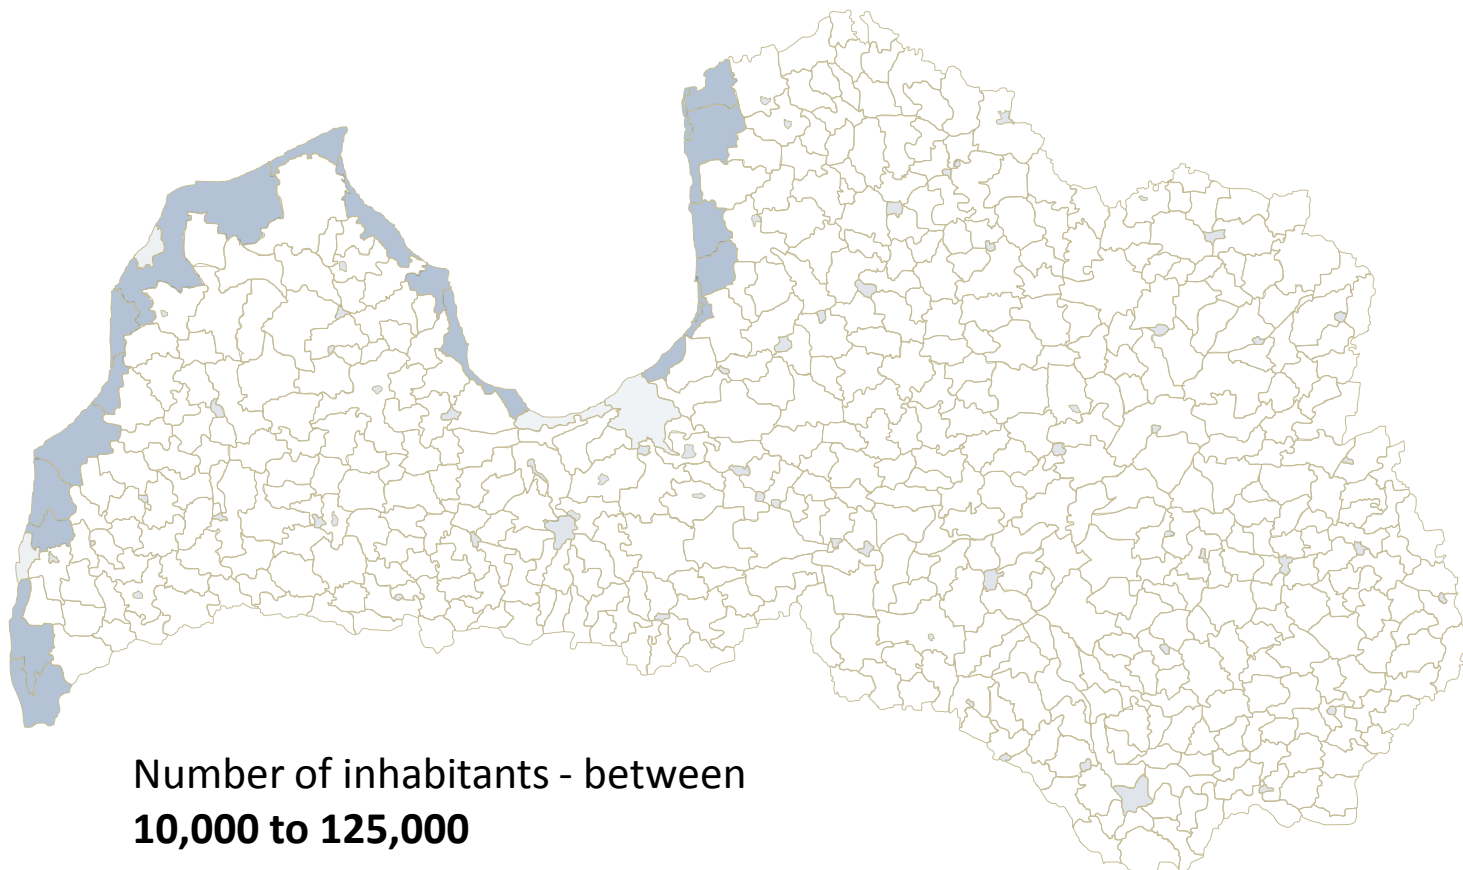 Number of inhabitants - between
10,000 to 125,000